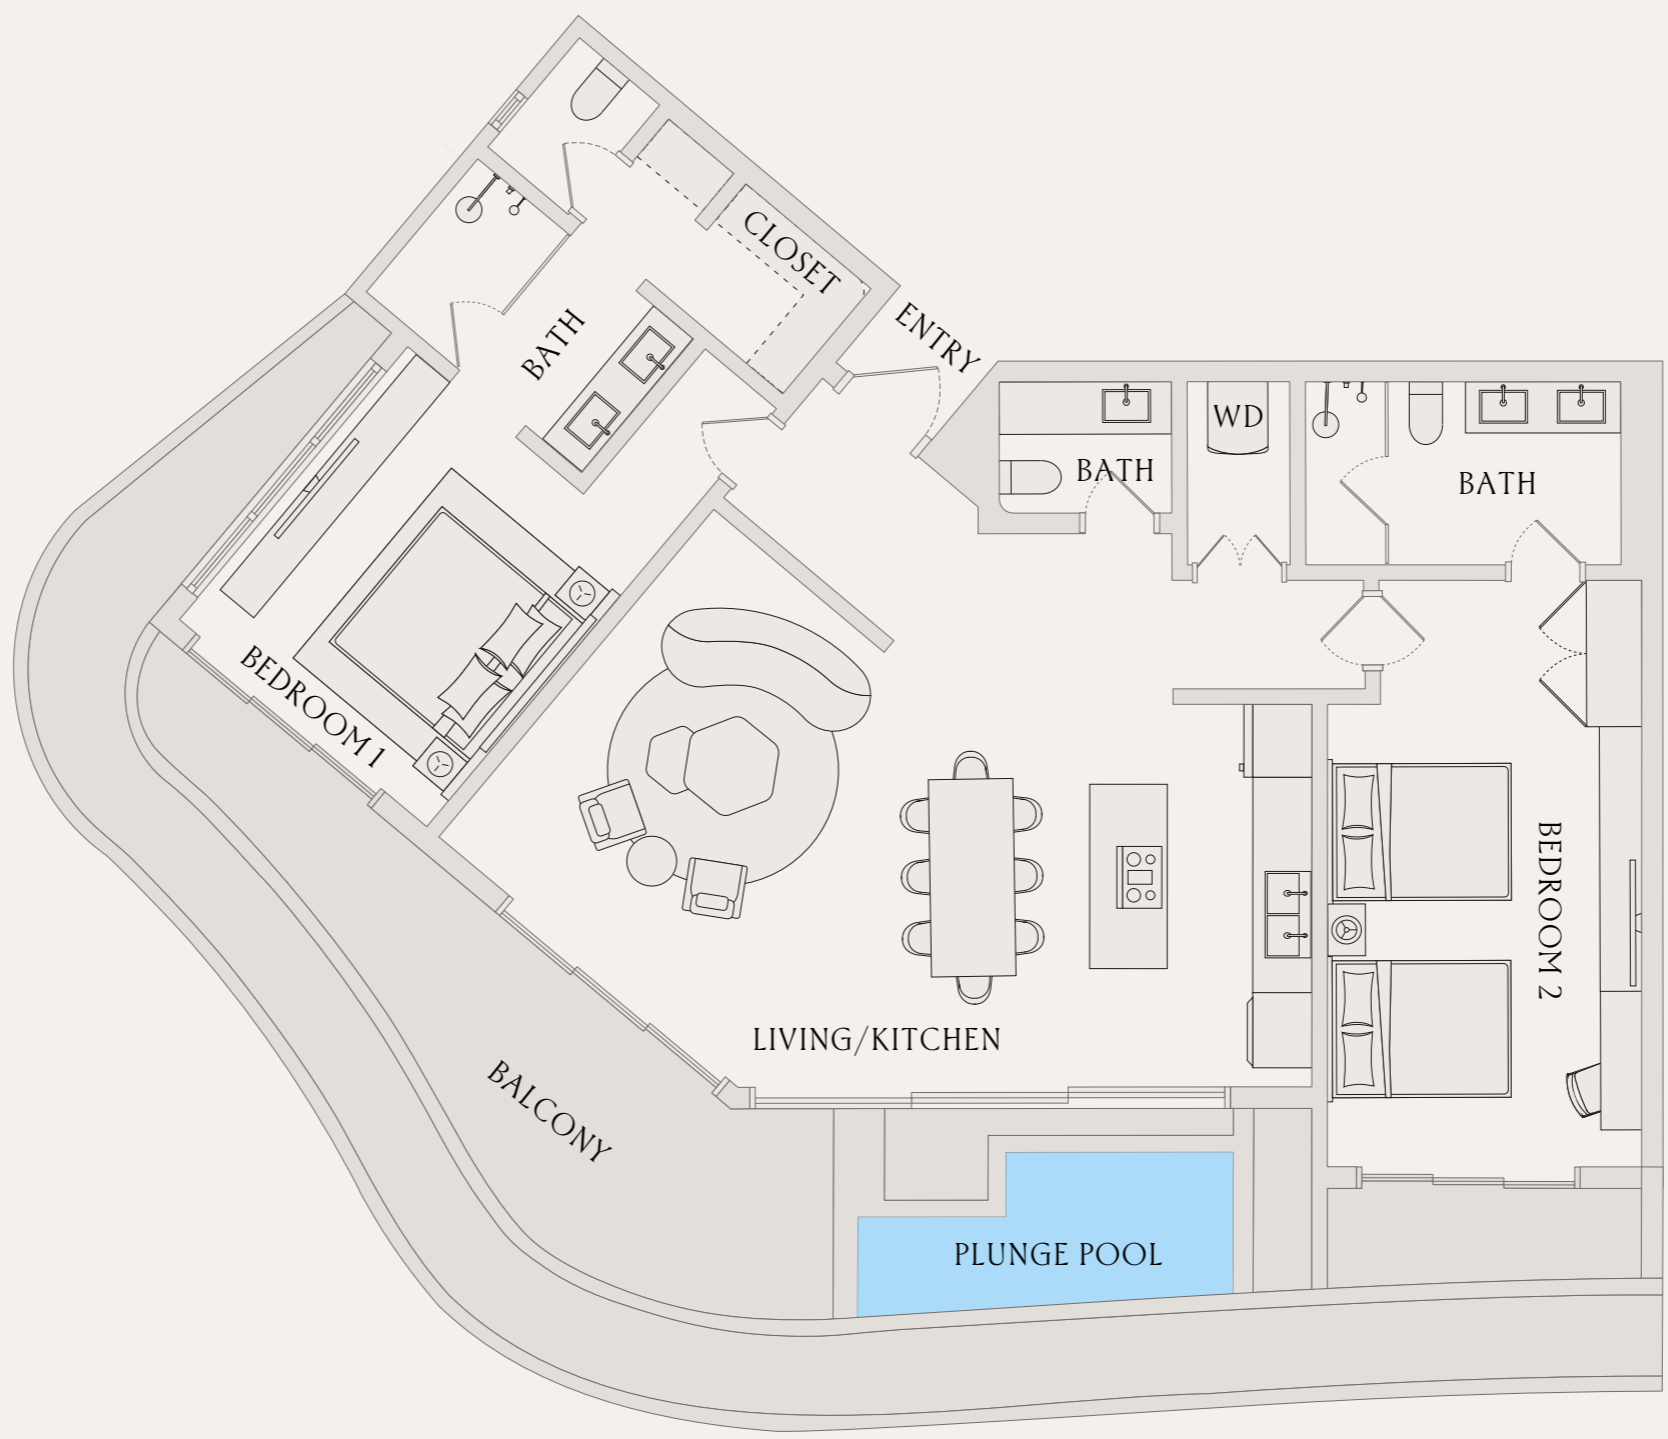 CLOSET
ENTRY
BATH
WD
BATH
BATH
BEDROOM 1
BEDROOM 2
LIVING/KITCHEN
BALCONY
PLUNGE POOL